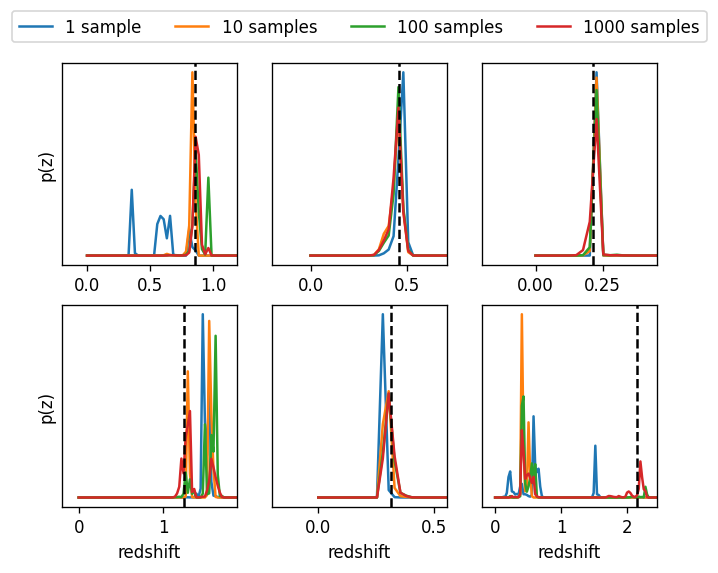 1 sample 10 samples 100 samples 1000 samples
p(z)
0.0 0.5 1.0 0.0 0.5 0.00 0.25
p(z)
0 1 0.0 0.5 0 1 2
redshift redshift redshift